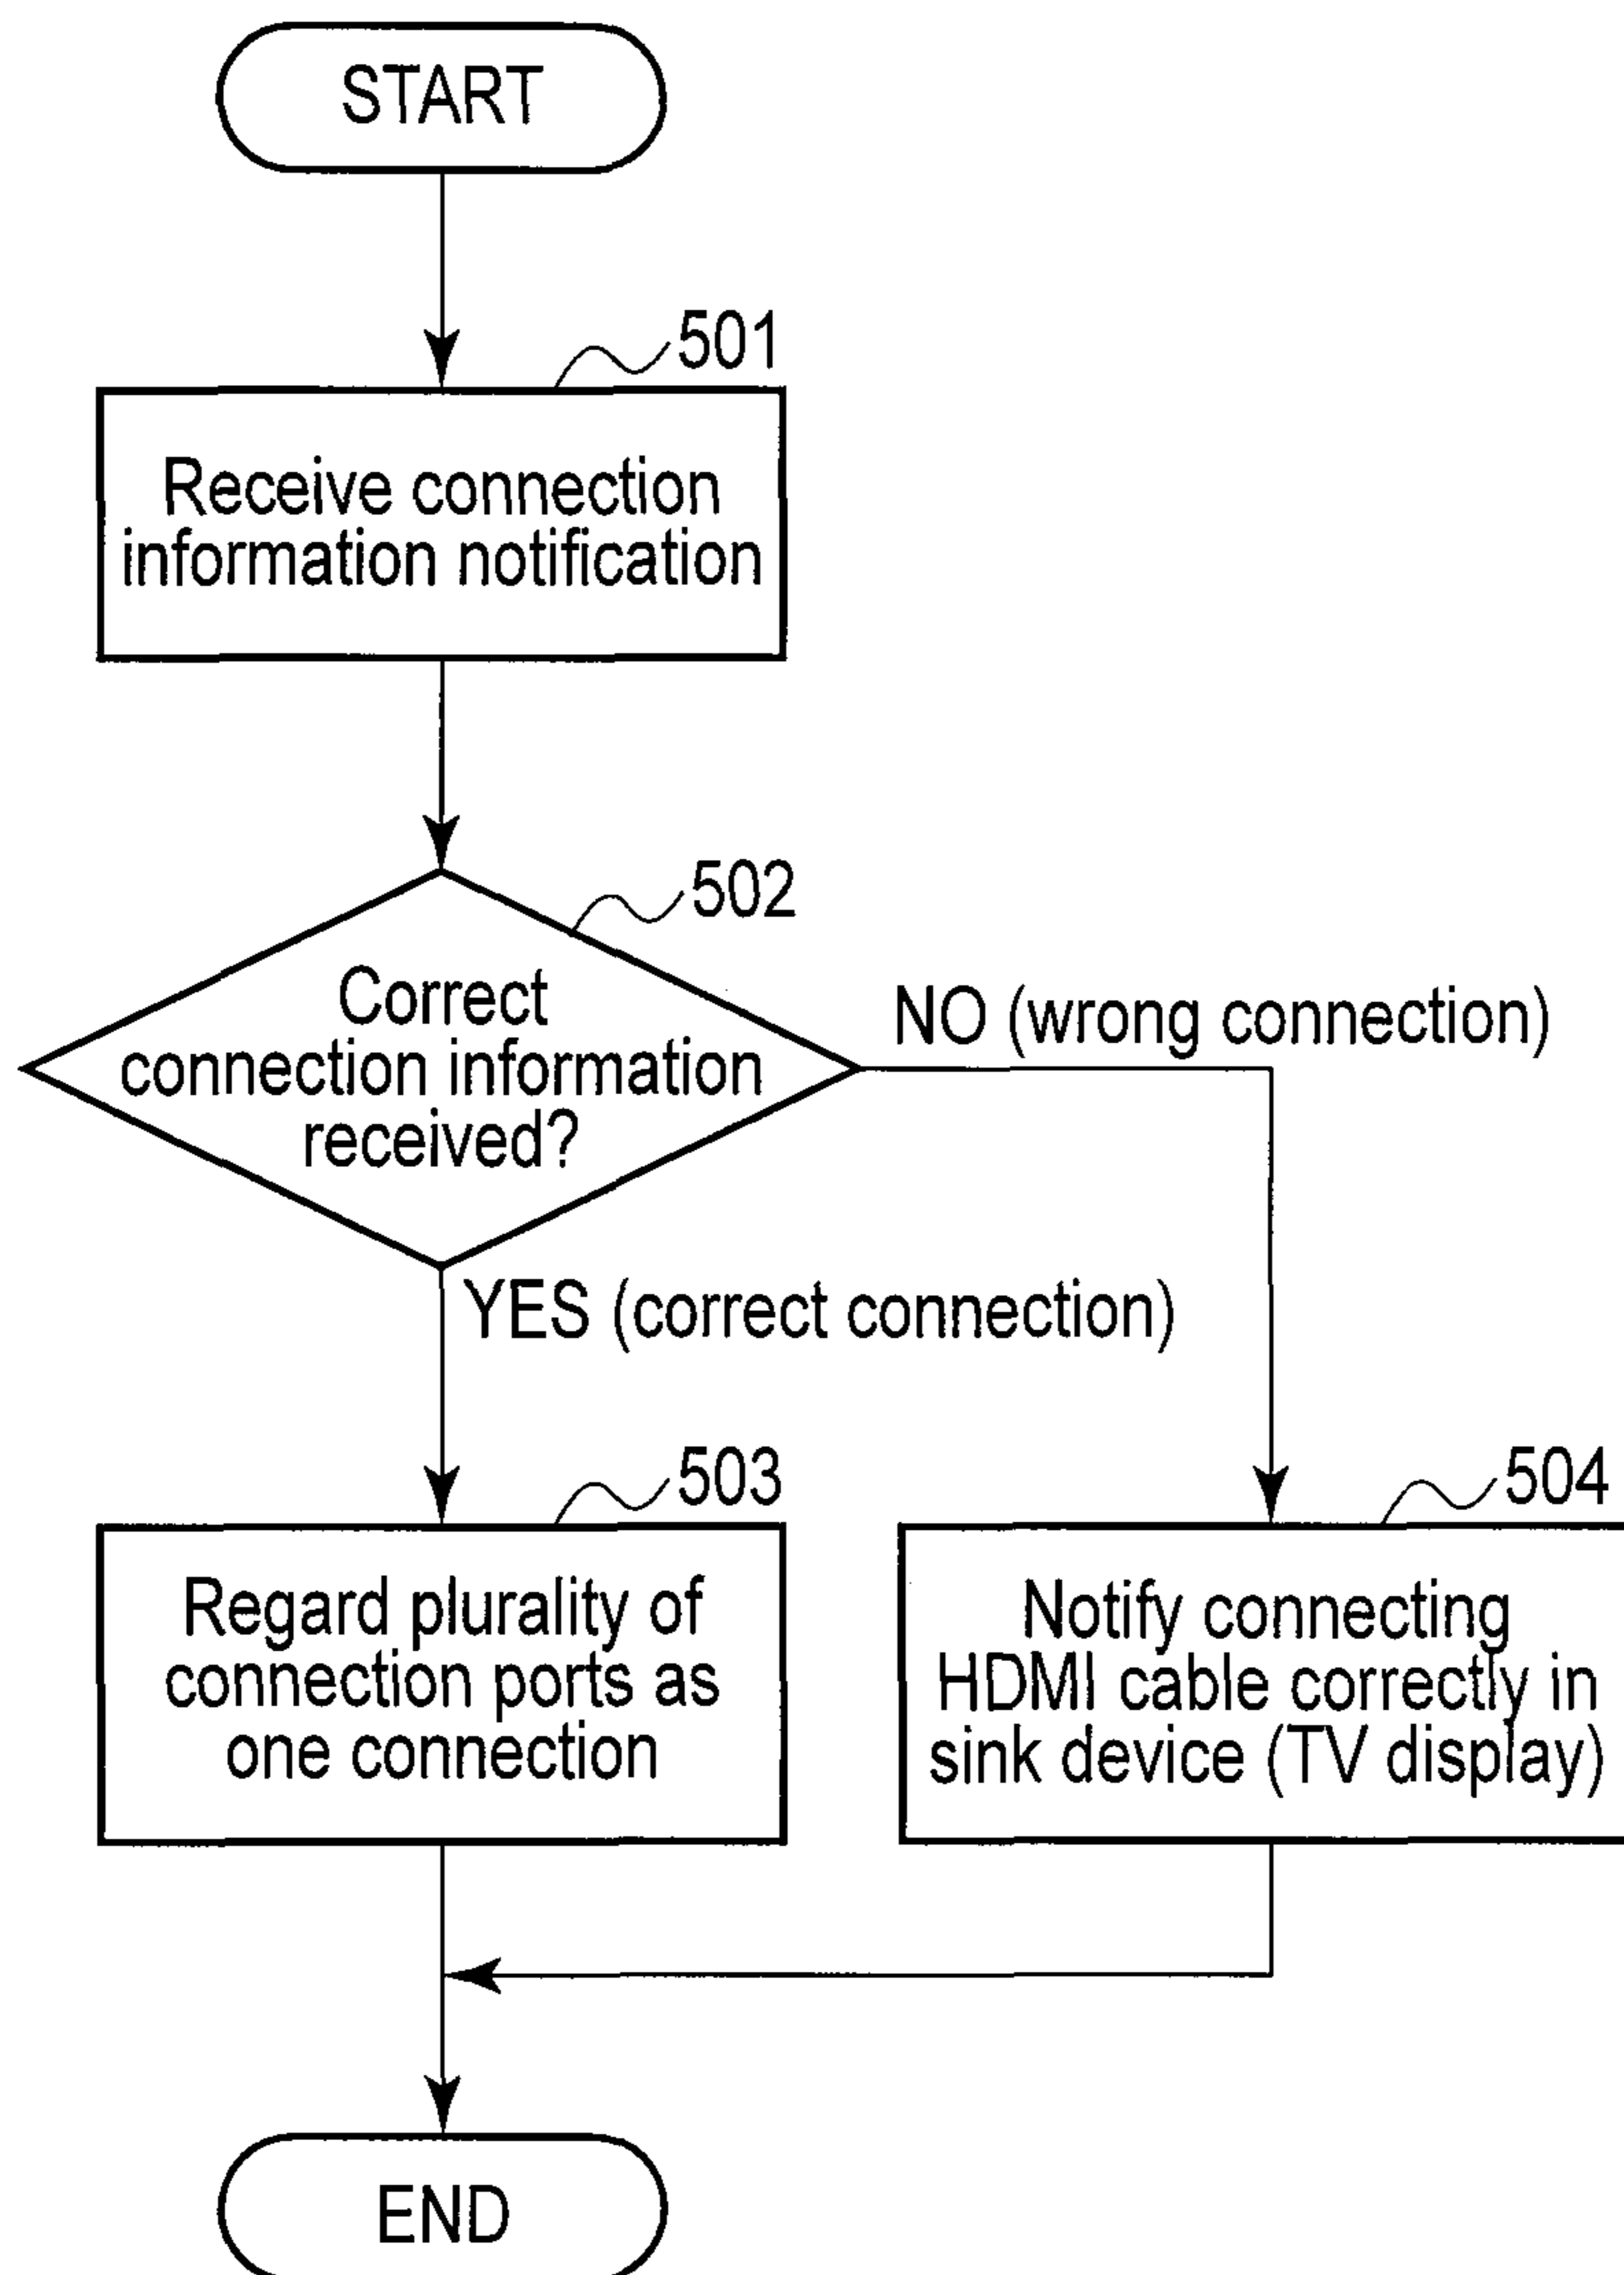 START
501
Receive connection
information notification
502
Correct
connection information
received?
NO (wrong connection)
YES (correct connection)
503
Regard plurality of
connection ports as
one connection
504
Notify connecting
HDMI cable correctly in
sink device (TV display)
END